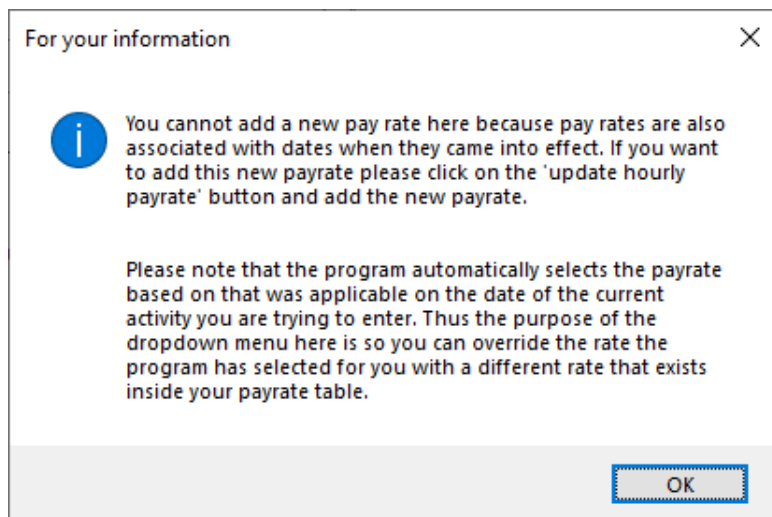 For your information
You cannot add a new pay rate here because pay rates are also
associated with dates when they came into effect. If you want
to add this new payrate please click on the 'update hourly
payrate' button and add the new payrate.
Please note that the program automatically selects the payrate
based on that was applicable on the date of the current
activity you are trying to enter. Thus the purpose of the
dropdown menu here is so you can override the rate the
program has selected for you with a different rate that exists
inside your payrate table.
OK